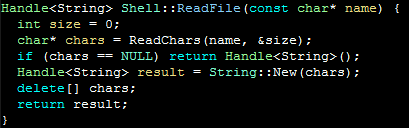 Handle<String> Shell::ReadFile(const char* name) {
  int size = 0;
  char* chars = ReadChars(name, &size);
  if (chars == NULL) return Handle<String>();
  Handle<String> result = String::New(chars);
  delete[] chars;
  return result;
}